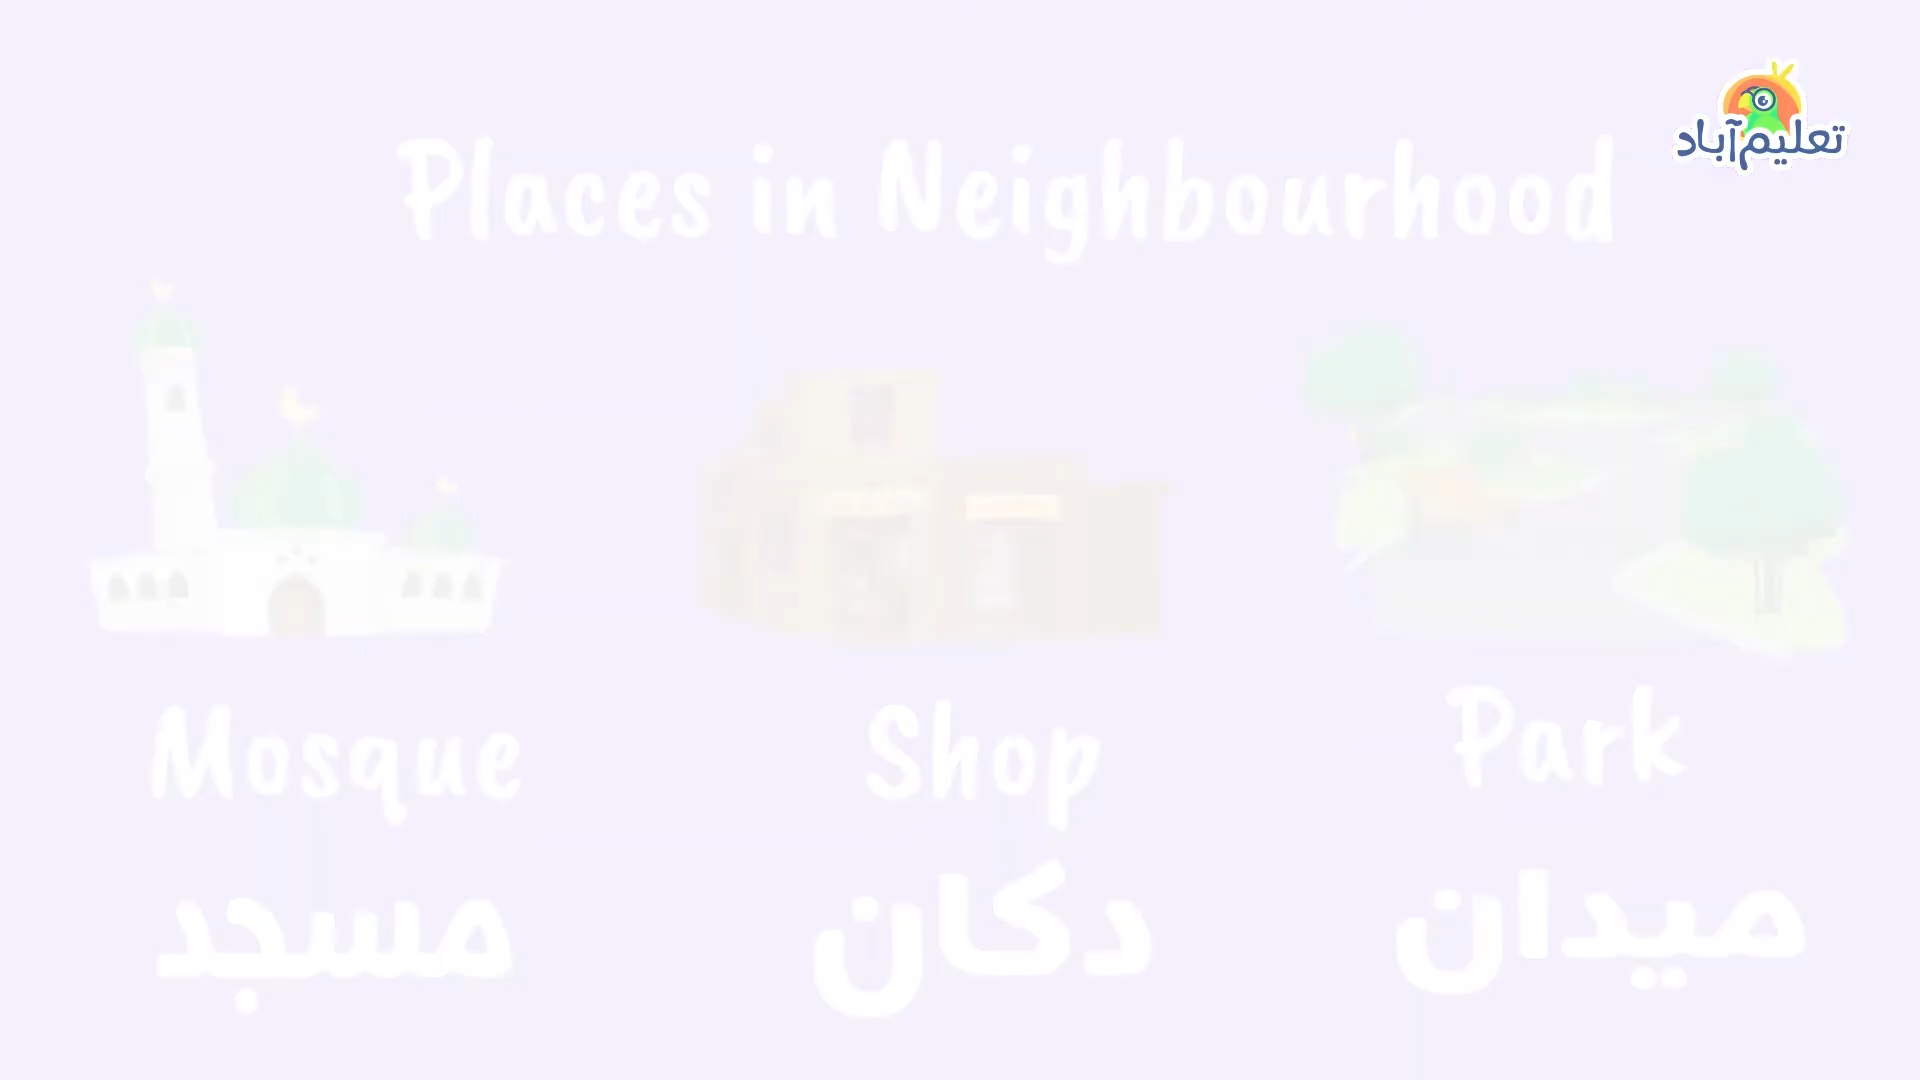 تعلیم آباد
Places in Neighbourhood
Mosque
مسجد
Shop
دکان
Park
میدان